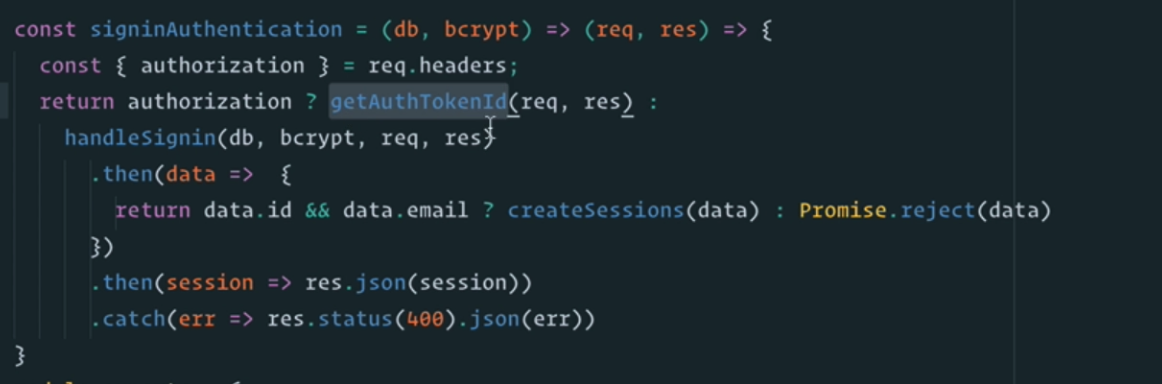 const signinAuthentication = (db, bcrypt) => (req, res) => {
  const { authorization } = req.headers;
  return authorization ? getAuthTokenId(req, res) :
    handleSignin(db, bcrypt, req, res)
      .then(data =>  {
        return data.id && data.email ? createSessions(data) : Promise.reject(data)
      })
      .then(session => res.json(session))
      .catch(err => res.status(400).json(err))
}